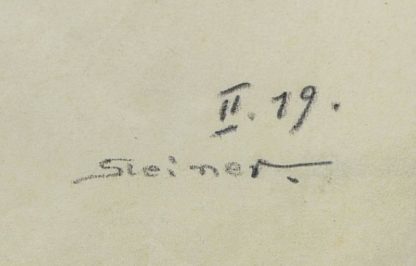 II. 19.
Steiner.